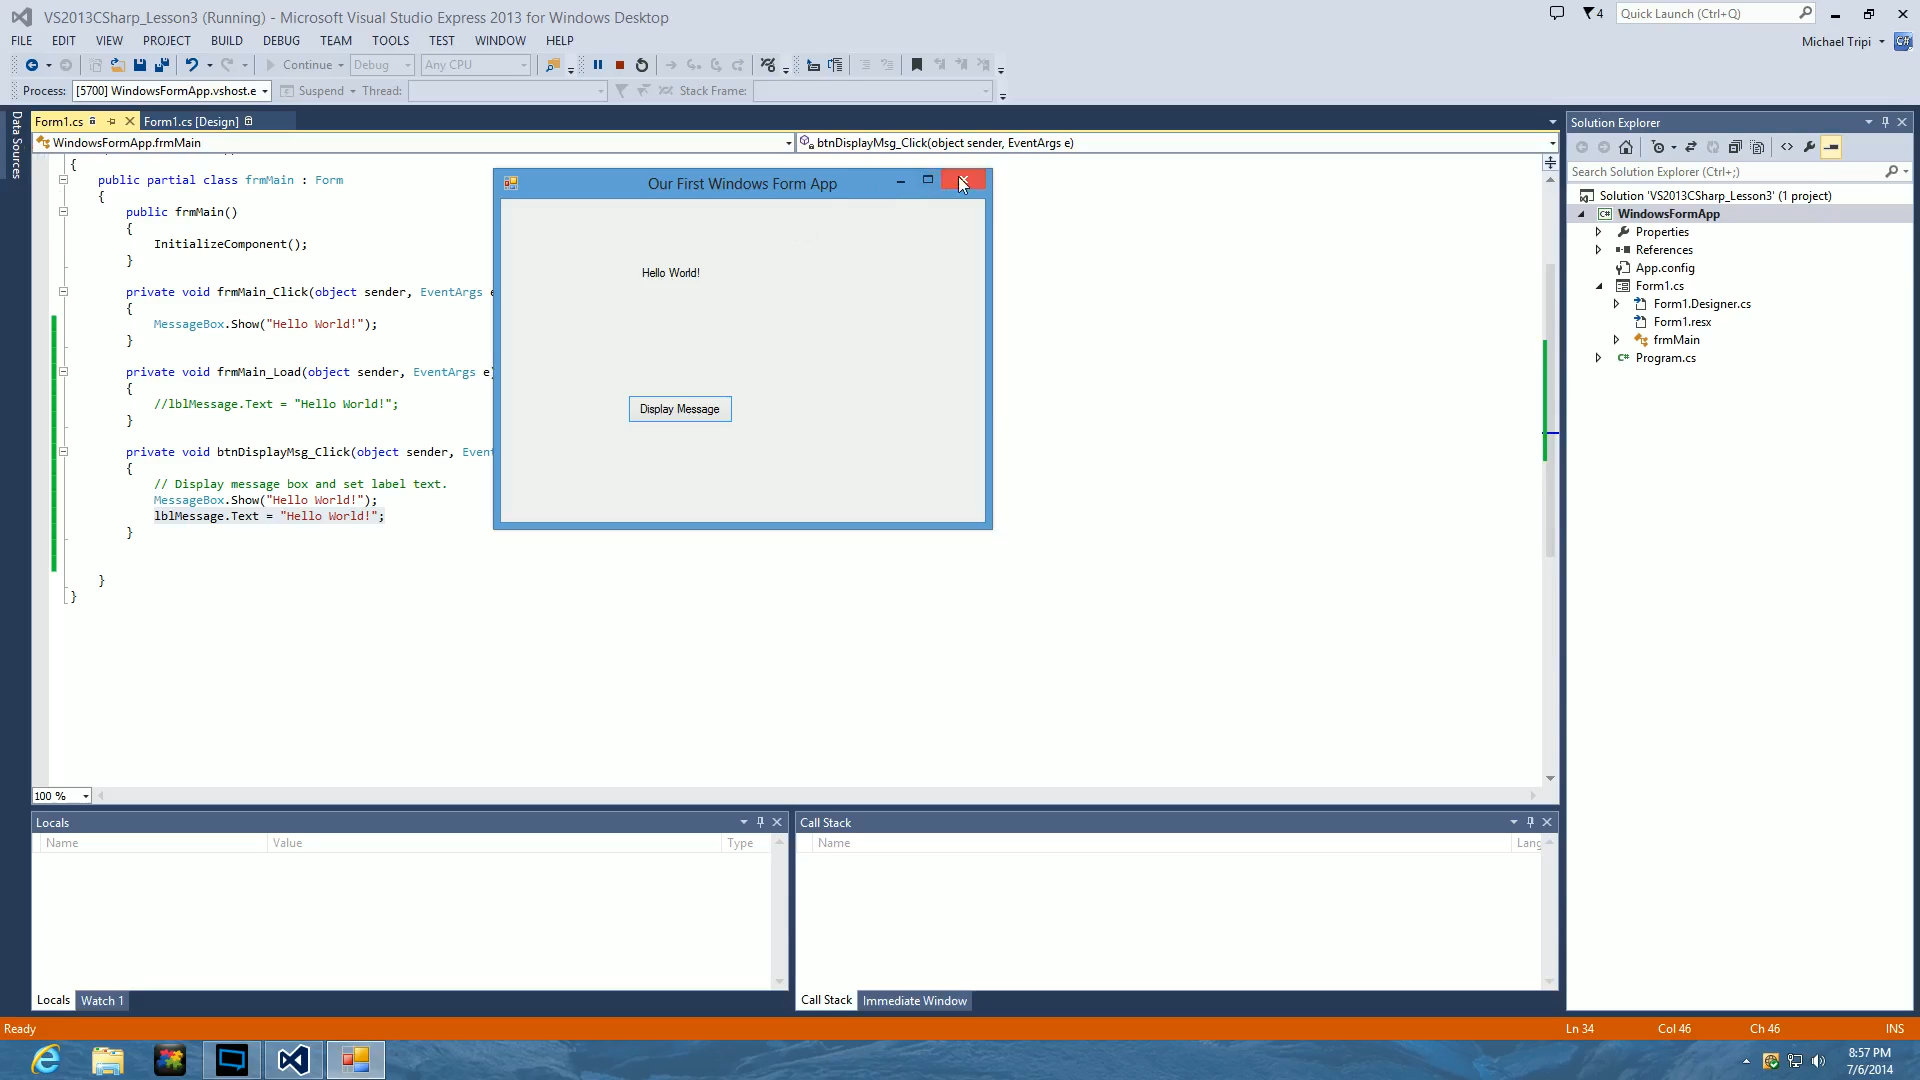 VS2013CSharp_Lesson3 (Running) - Microsoft Visual Studio Express 2013 for Windows Desktop
4
Quick Launch (Ctrl+Q)
FILE EDIT VIEW PROJECT BUILD DEBUG TEAM TOOLS TEST WINDOW HELP
Michael Tripi
C#
Continue Debug Any CPU
Process: [5700] WindowsFormApp.vshost.e Suspend Thread: Stack Frame:
Data Sources
Form1.cs Form1.cs [Design]
WindowsFormApp.frmMain btnDisplayMsg_Click(object sender, EventArgs e)
{
public partial class frmMain : Form
{
public frmMain()
{
InitializeComponent();
}
private void frmMain_Click(object sender, EventArgs e
{
MessageBox.Show("Hello World!");
}
private void frmMain_Load(object sender, EventArgs e)
{
//lblMessage.Text = "Hello World!";
}
private void btnDisplayMsg_Click(object sender, Event
{
// Display message box and set label text.
MessageBox.Show("Hello World!");
lblMessage.Text = "Hello World!";
}
}
}
Our First Windows Form App
Hello World!
Display Message
100 %
Solution Explorer
Search Solution Explorer (Ctrl+;)
Solution 'VS2013CSharp_Lesson3' (1 project)
C# WindowsFormApp
Properties
References
App.config
Form1.cs
Form1.Designer.cs
Form1.resx
frmMain
C# Program.cs
Locals
Name Value Type
Locals Watch 1
Call Stack
Name Lang
Call Stack Immediate Window
Ready Ln 34 Col 46 Ch 46 INS
8:57 PM
7/6/2014